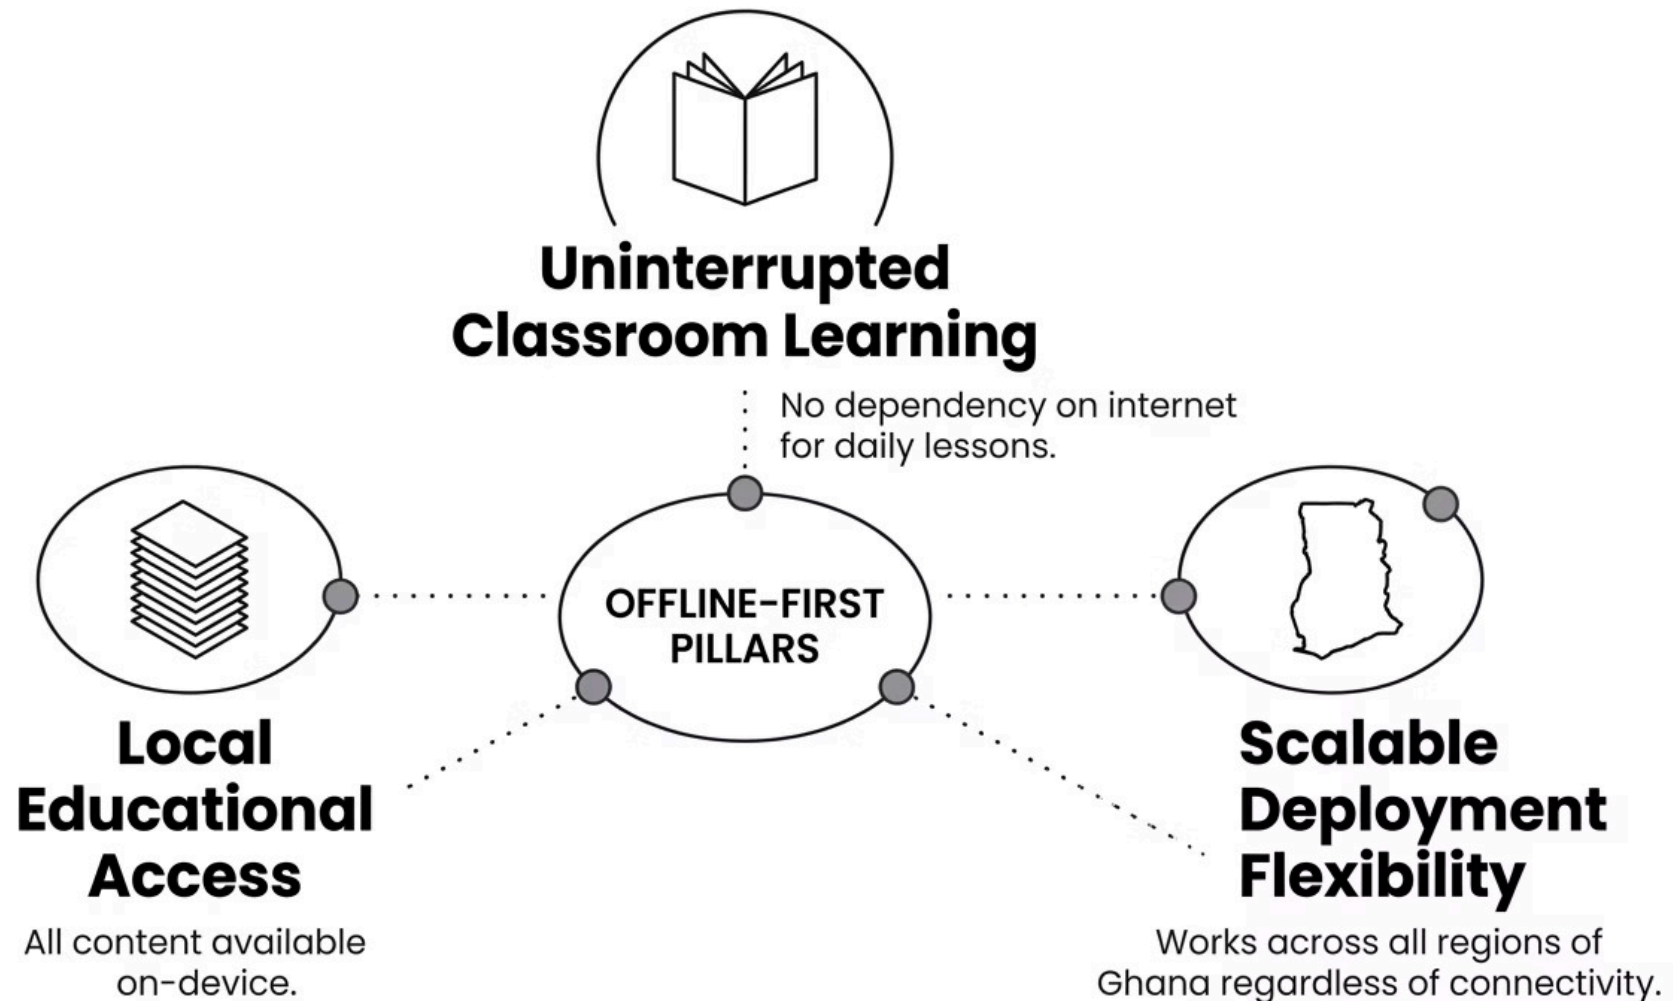 Uninterrupted
Classroom Learning
No dependency on internet
for daily lessons.
OFFLINE-FIRST
PILLARS
Local
Educational
Access
All content available
on-device.
Scalable
Deployment
Flexibility
Works across all regions of
Ghana regardless of connectivity.